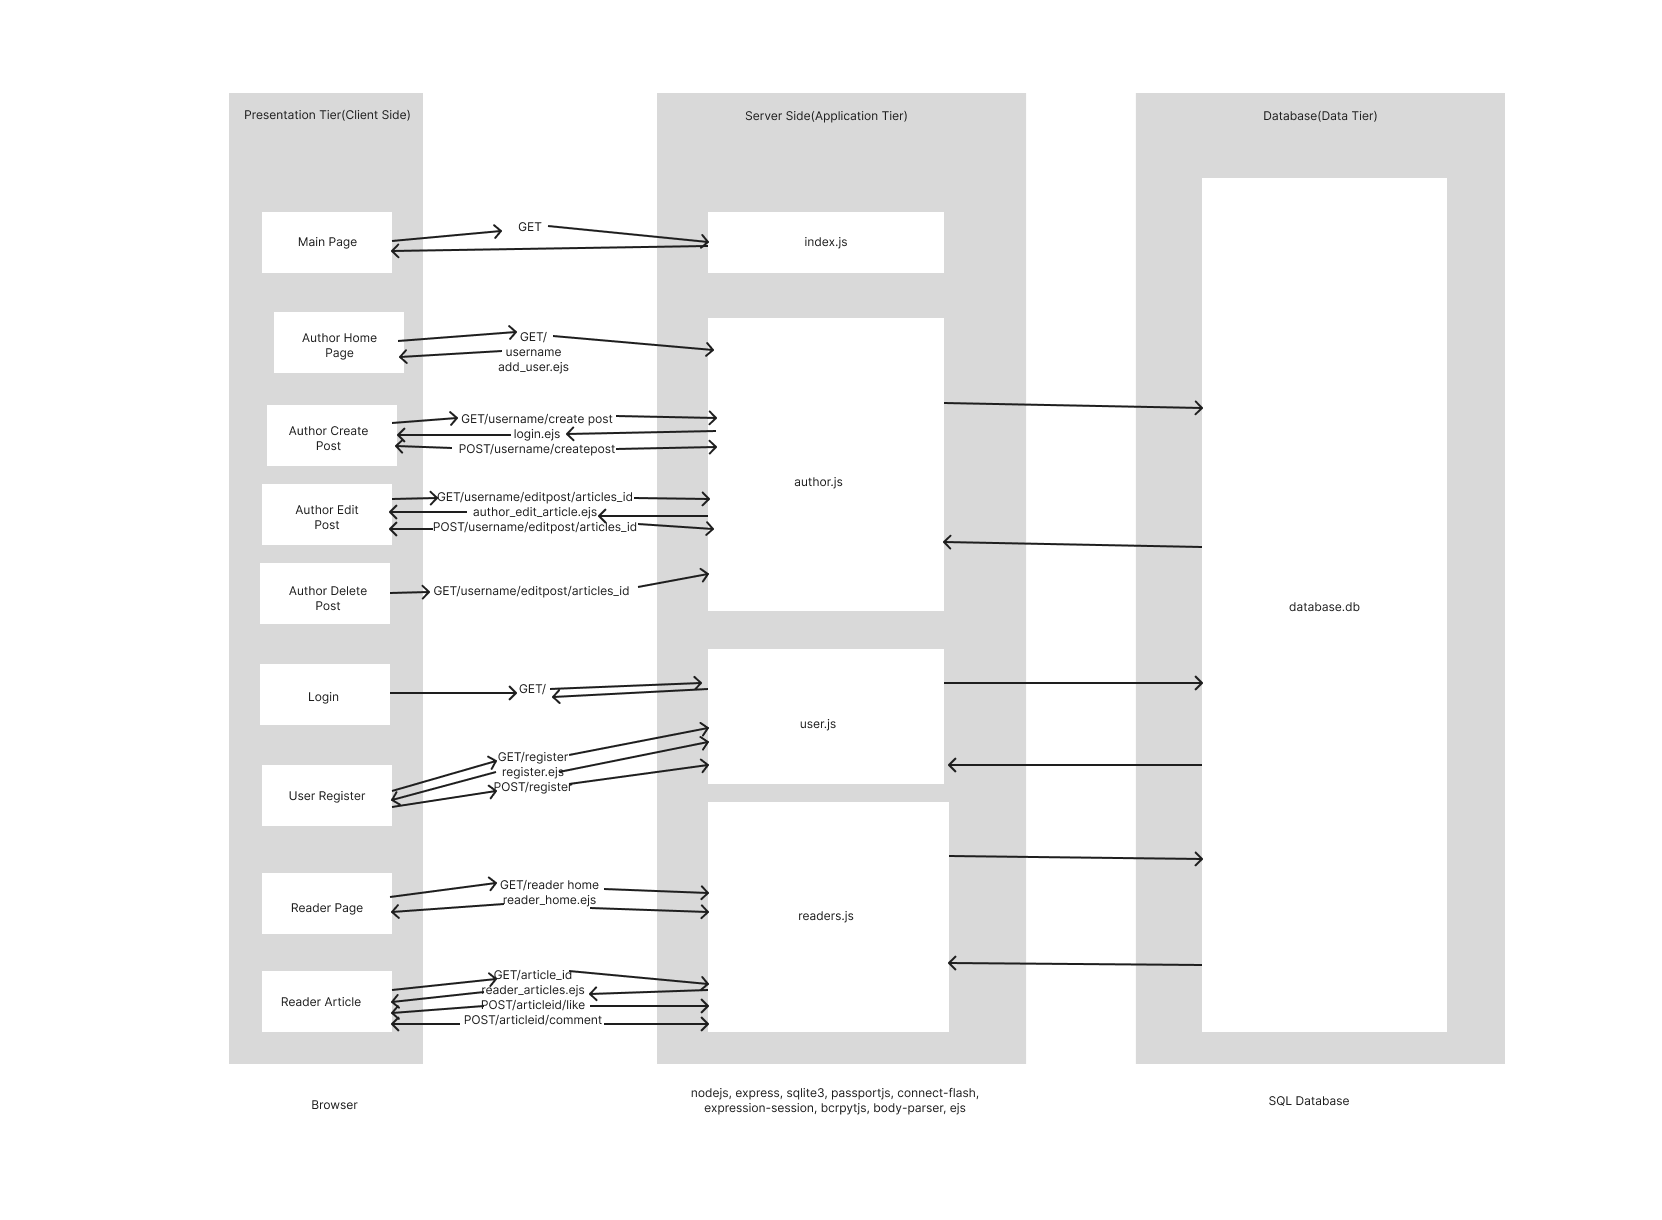 Presentation Tier(Client Side)
Server Side(Application Tier)
Database(Data Tier)
Main Page
GET
index.js
Author Home
Page
GET/
username
add_user.ejs
Author Create
Post
GET/username/create post
login.ejs
POST/username/createpost
author.js
Author Edit
Post
GET/username/editpost/articles_id
author_edit_article.ejs
POST/username/editpost/articles_id
Author Delete
Post
GET/username/editpost/articles_id
database.db
Login
GET/
user.js
User Register
GET/register
register.ejs
POST/register
Reader Page
GET/reader home
reader_home.ejs
readers.js
Reader Article
GET/article_id
reader_articles.ejs
POST/articleid/like
POST/articleid/comment
Browser
nodejs, express, sqlite3, passportjs, connect-flash,
expression-session, bcrpytjs, body-parser, ejs
SQL Database